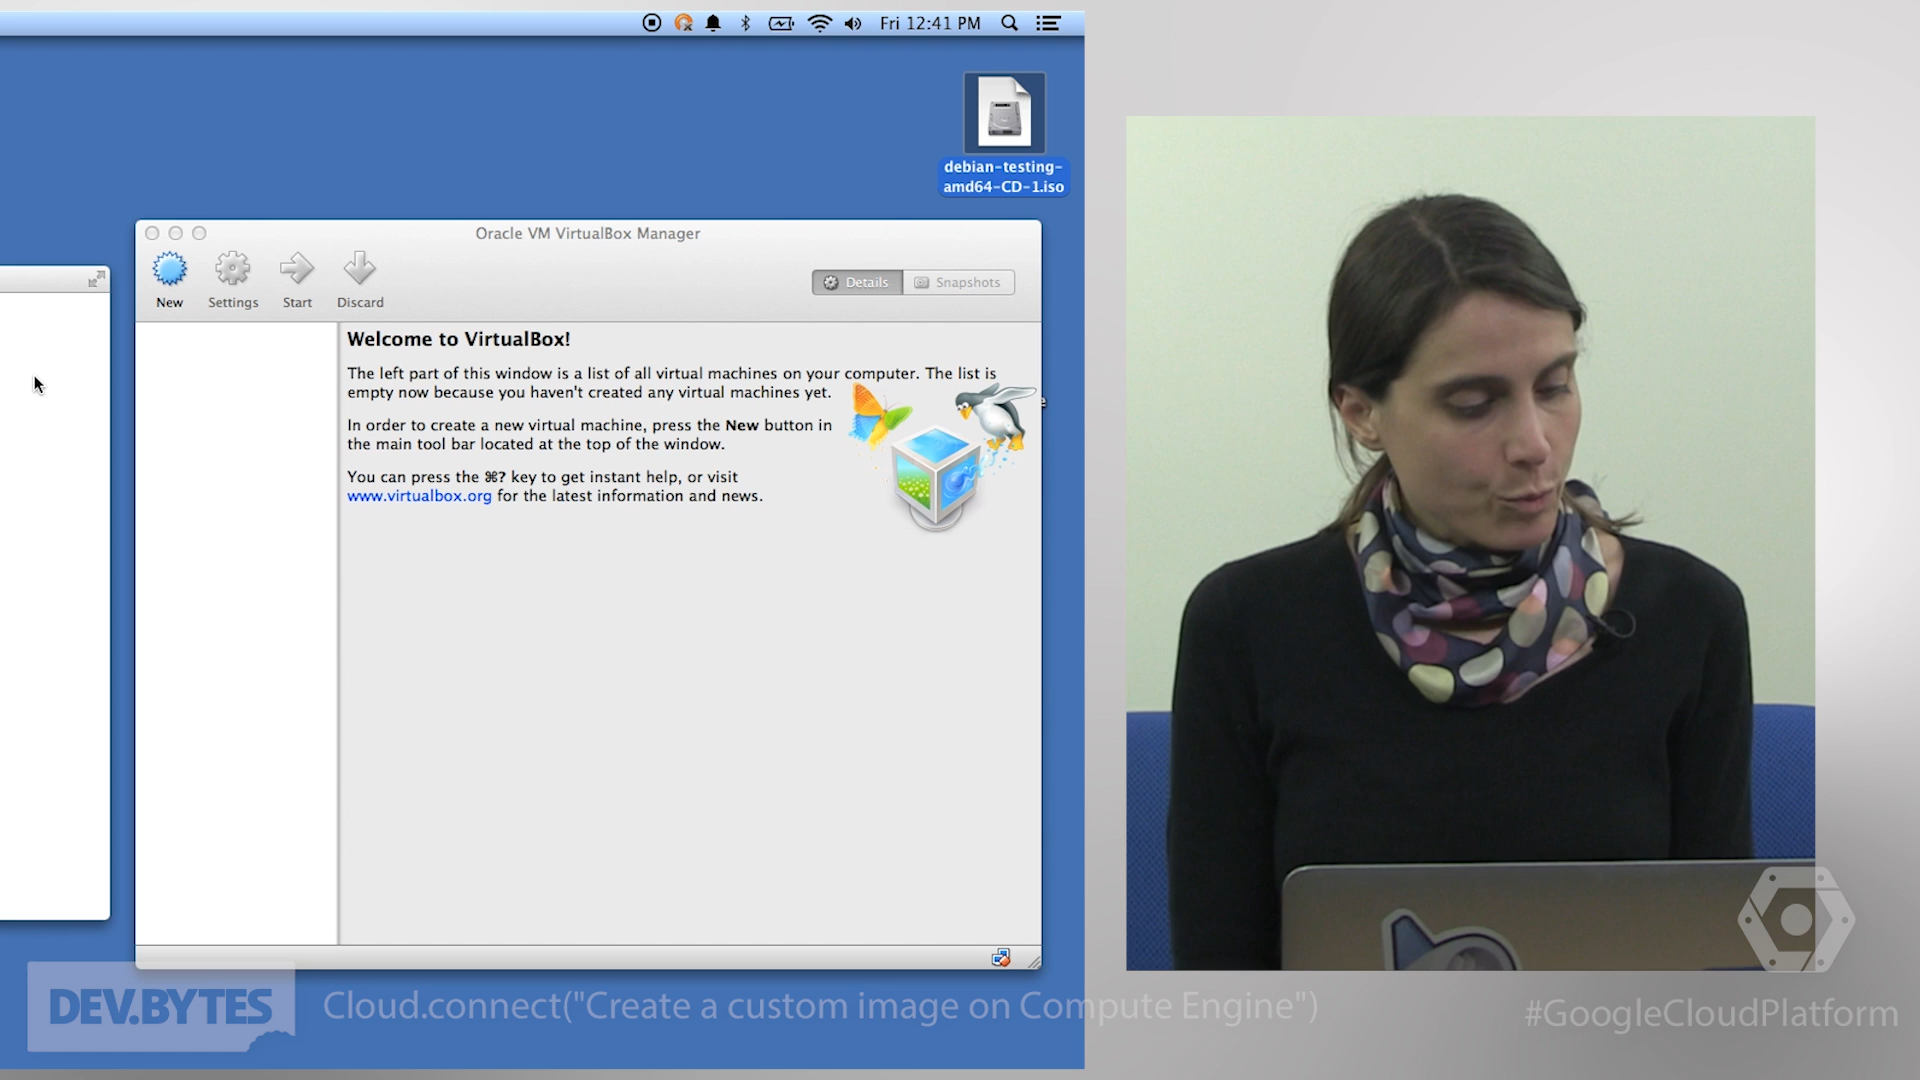 Fri 12:41 PM
debian-testing-
amd64-CD-1.iso
Oracle VM VirtualBox Manager
New Settings Start Discard
Details Snapshots
Welcome to VirtualBox!
The left part of this window is a list of all virtual machines on your computer. The list is
empty now because you haven't created any virtual machines yet.
In order to create a new virtual machine, press the New button in
the main tool bar located at the top of the window.
You can press the ⌘? key to get instant help, or visit
www.virtualbox.org for the latest information and news.
DEV.BYTES
Cloud.connect("Create a custom image on Compute Engine")
#GoogleCloudPlatform